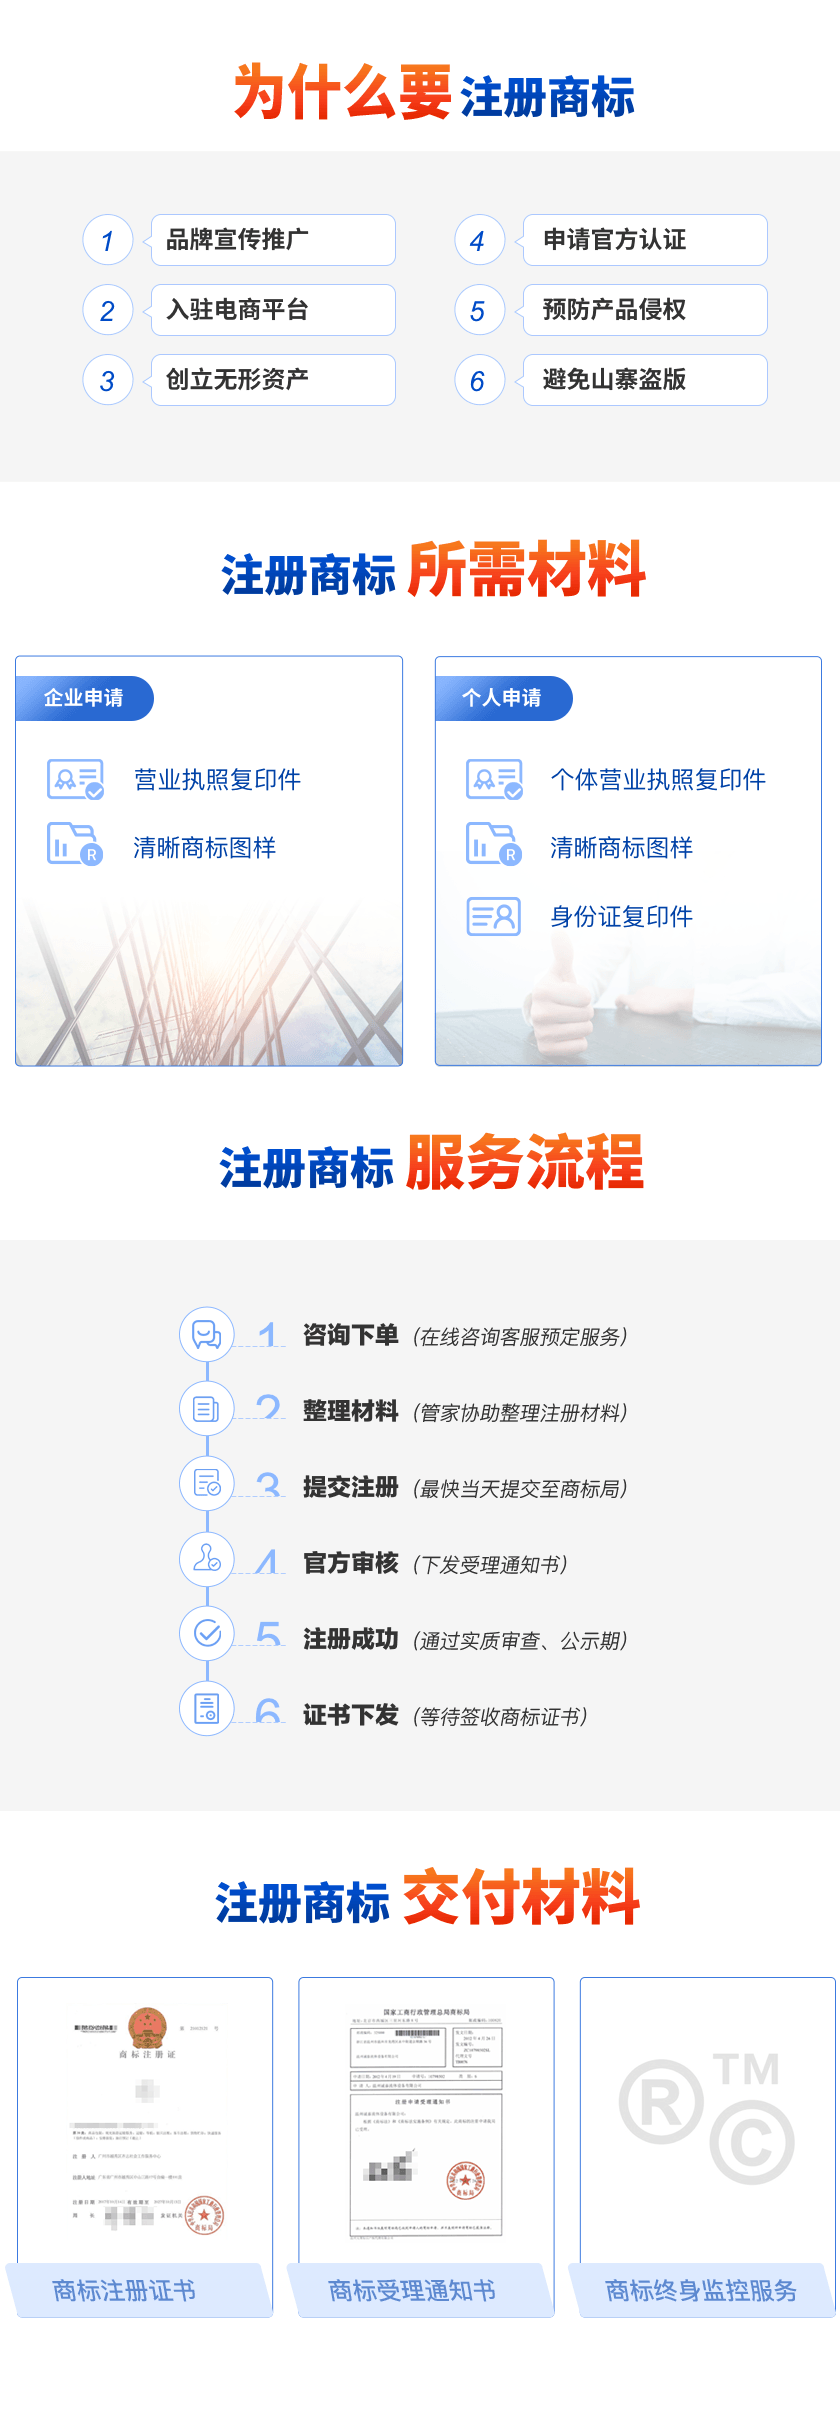 为什么要 注册商标
1 品牌宣传推广
4 申请官方认证
2 入驻电商平台
5 预防产品侵权
3 创立无形资产
6 避免山寨盗版
注册商标 所需材料
企业申请
营业执照复印件
清晰商标图样
R
个人申请
个体营业执照复印件
清晰商标图样
R
身份证复印件
注册商标 服务流程
1 咨询下单 (在线咨询客服预定服务)
2 整理材料 (管家协助整理注册材料)
3 提交注册 (最快当天提交至商标局)
4 官方审核 (下发受理通知书)
5 注册成功 (通过实质审查、公示期)
6 证书下发 (等待签收商标证书)
注册商标 交付材料
商标注册证
国家工商行政管理总局商标局
注册申请受理通知书
商标局
® TM
©
商标注册证书
商标受理通知书
商标终身监控服务